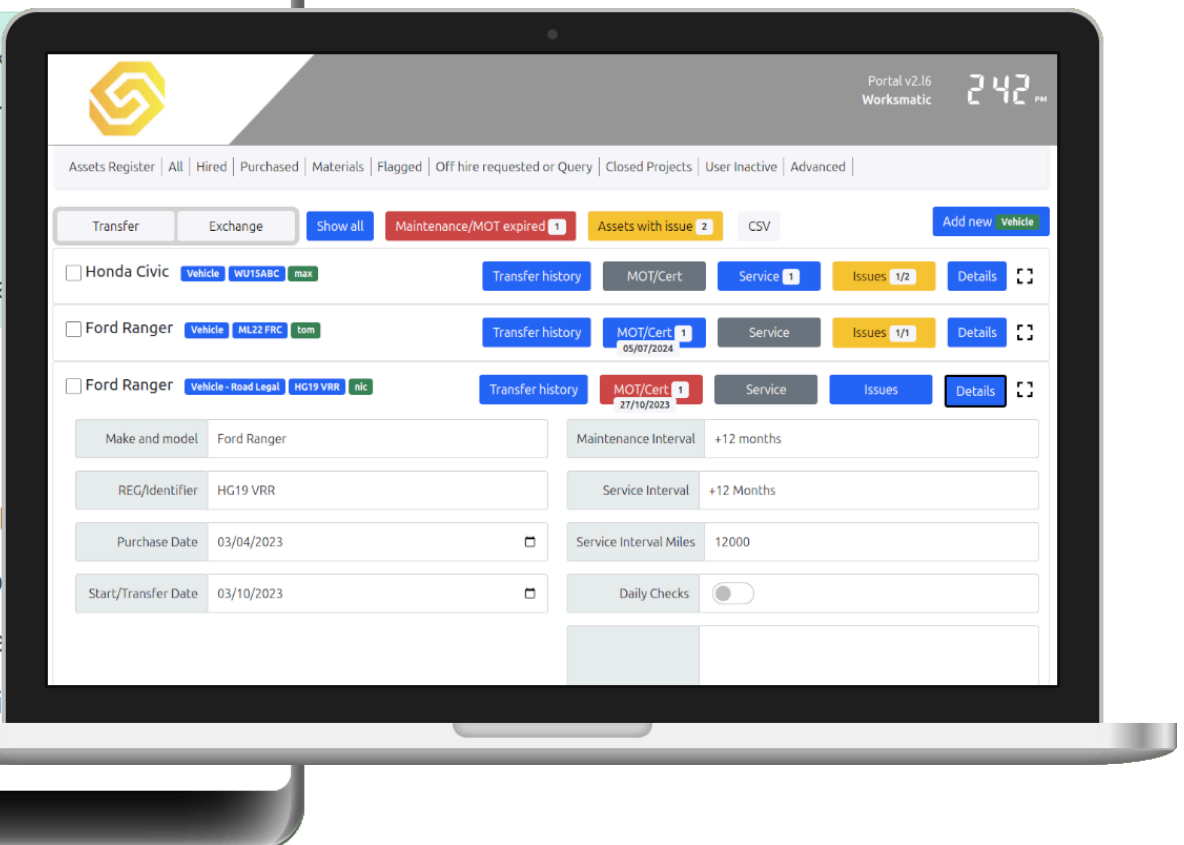 Portal v2.l6
Worksmatic
242 PM
Assets Register | All | Hired | Purchased | Materials | Flagged | Off hire requested or Query | Closed Projects | User Inactive | Advanced |
Transfer Exchange Show all Maintenance/MOT expired 1 Assets with issue 2 CSV Add new Vehicle
Honda Civic Vehicle WU15ABC max Transfer history MOT/Cert Service 1 Issues 1/2 Details
Ford Ranger Vehicle ML22 FRC tom Transfer history MOT/Cert 1 Service Issues 1/1 Details
05/07/2024
Ford Ranger Vehicle - Road Legal HG19 VRR nic Transfer history MOT/Cert 1 Service Issues Details
27/10/2023
Make and model Ford Ranger Maintenance Interval +12 months
REG/Identifier HG19 VRR Service Interval +12 Months
Purchase Date 03/04/2023 Service Interval Miles 12000
Start/Transfer Date 03/10/2023 Daily Checks